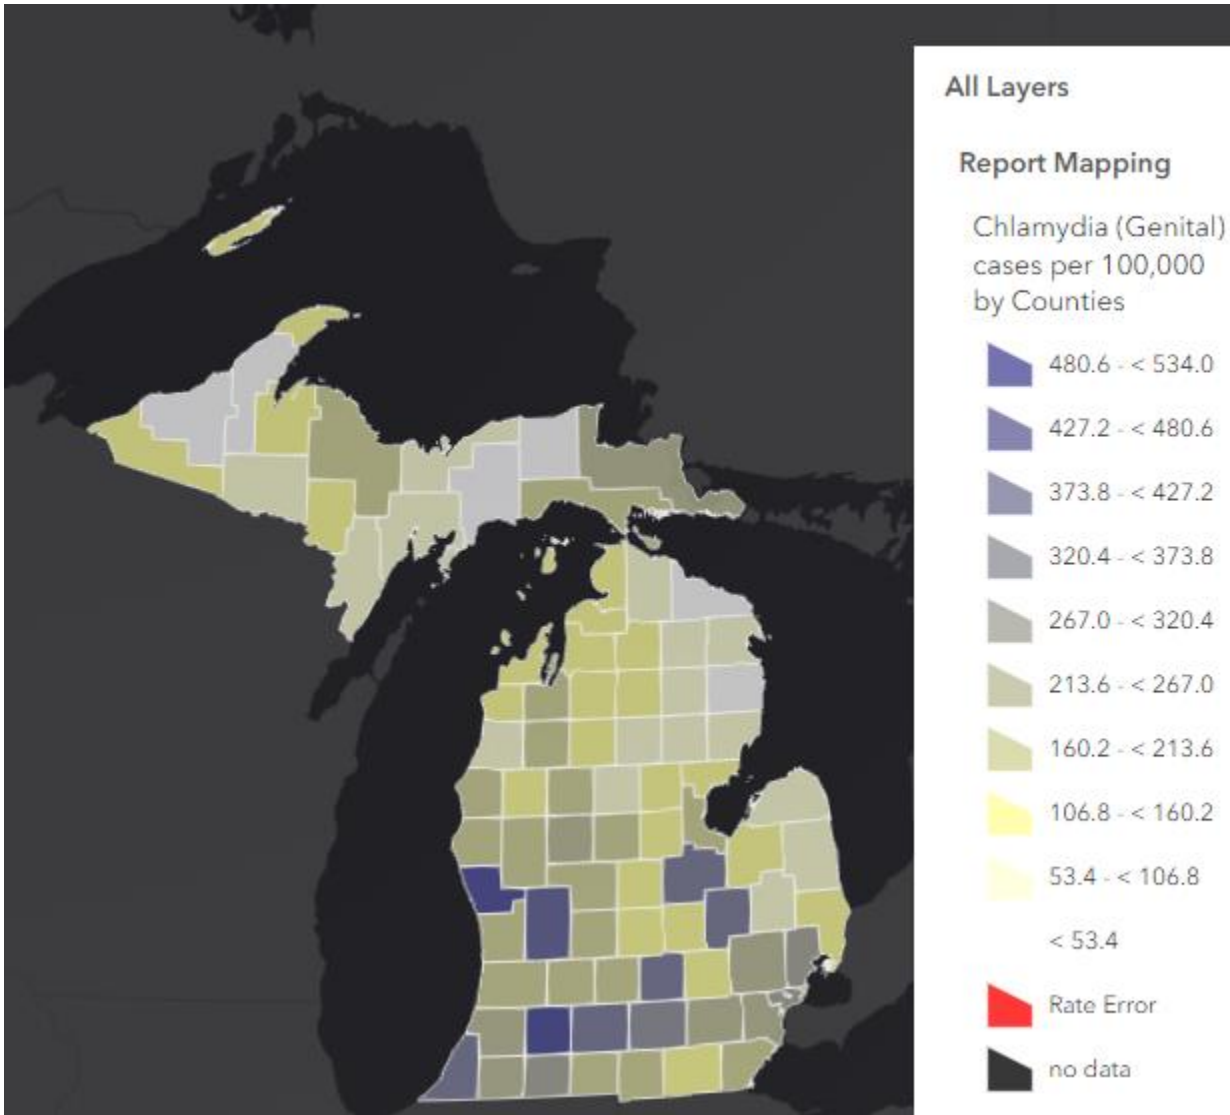 All Layers
Report Mapping
Chlamydia (Genital)
cases per 100,000
by Counties
480.6 - < 534.0
427.2 - < 480.6
373.8 - < 427.2
320.4 - < 373.8
267.0 - < 320.4
213.6 - < 267.0
160.2 - < 213.6
106.8 - < 160.2
53.4 - < 106.8
< 53.4
Rate Error
no data